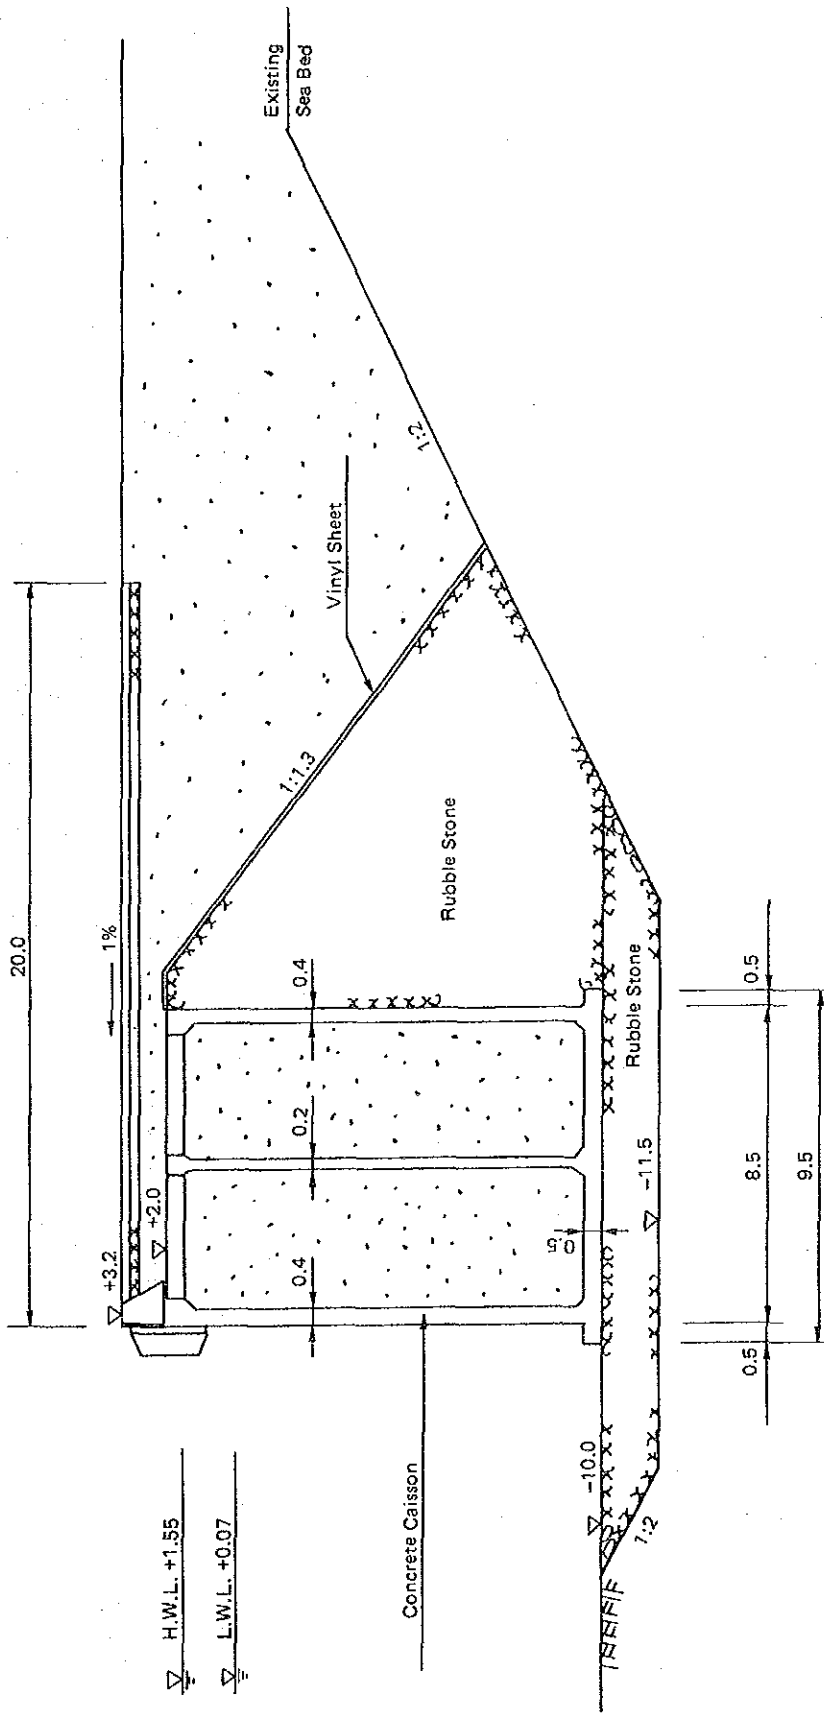 20.0
1%
+3.2
+2.0
H.W.L. +1.55
L.W.L. +0.07
Existing
Sea Bed
1:2
Vinyl Sheet
1:1.3
Rubble Stone
0.4
0.2
0.4
Concrete Caisson
0.5
Rubble Stone
-10.0
-11.5
1:2
0.5
8.5
0.5
9.5